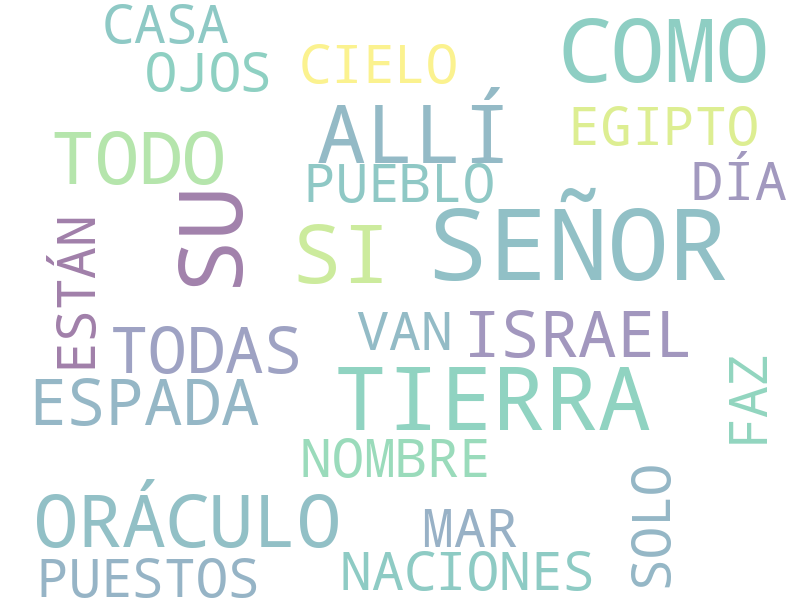 CASA
COMO
OJOS
CIELO
ALLÍ
EGIPTO
TODO
PUEBLO
DÍA
SU
SEÑOR
ESTÁN
SI
TODAS
VAN
ISRAEL
ESPADA
TIERRA
FAZ
NOMBRE
ORÁCULO
MAR
SOLO
PUESTOS
NACIONES